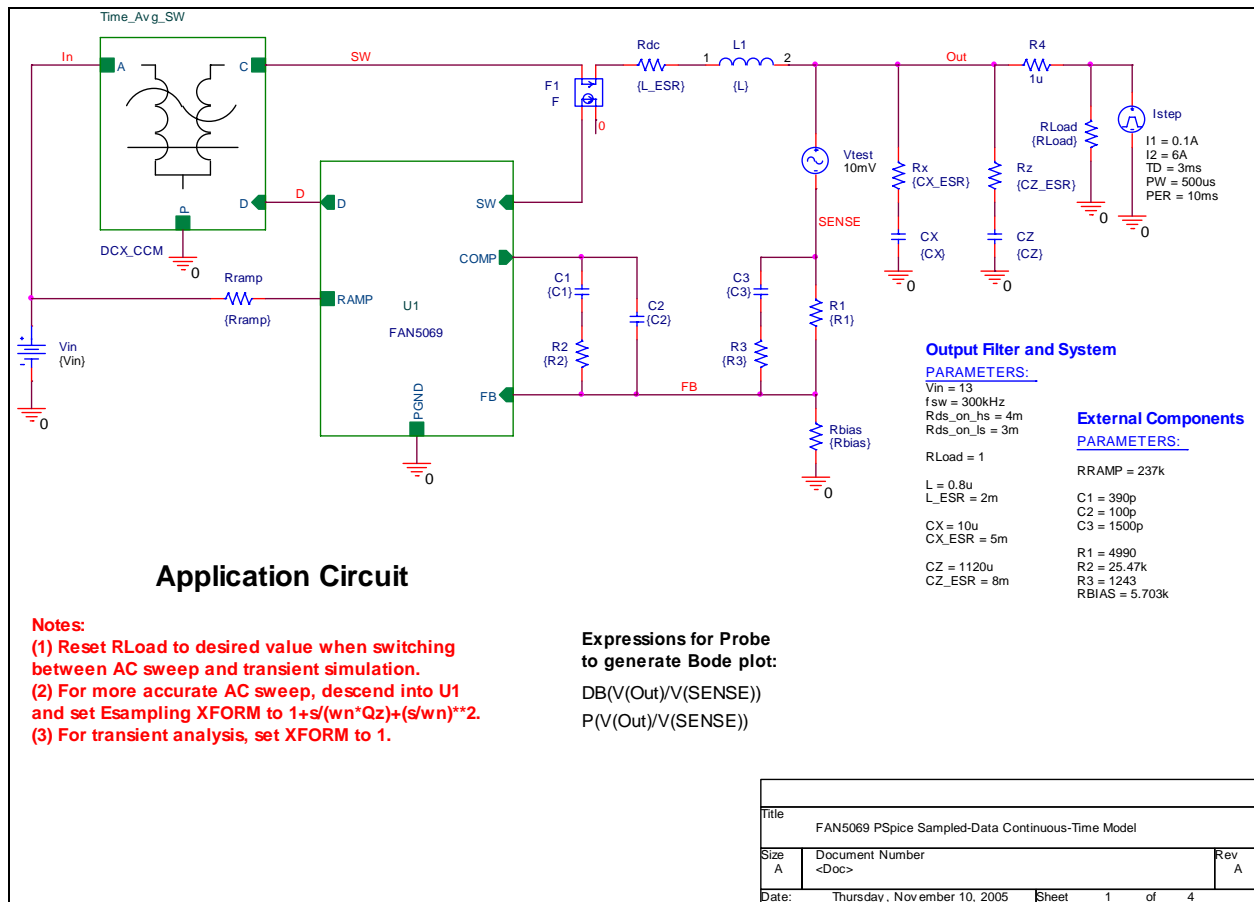 Time_Avg_SW
In
A
C
SW
D
D
P
DCX_CCM
0
F1
F
0
Rdc
{L_ESR}
1
L1
2
{L}
Out
R4
1u
RLoad
{RLoad}
0
Istep
I1 = 0.1A
I2 = 6A
TD = 3ms
PW = 500us
PER = 10ms
0
Vtest
10mV
SENSE
Rx
{CX_ESR}
CX
{CX}
0
Rz
{CZ_ESR}
CZ
{CZ}
0
D
SW
COMP
RAMP
U1
FAN5069
FB
PGND
0
Rramp
{Rramp}
Vin
{Vin}
0
C1
{C1}
R2
{R2}
C2
{C2}
C3
{C3}
R3
{R3}
R1
{R1}
FB
Rbias
{Rbias}
0
Output Filter and System
PARAMETERS:
Vin = 13
fsw = 300kHz
Rds_on_hs = 4m
Rds_on_ls = 3m
RLoad = 1
L = 0.8u
L_ESR = 2m
CX = 10u
CX_ESR = 5m
CZ = 1120u
CZ_ESR = 8m
External Components
PARAMETERS:
RRAMP = 237k
C1 = 390p
C2 = 100p
C3 = 1500p
R1 = 4990
R2 = 25.47k
R3 = 1243
RBIAS = 5.703k
Application Circuit
Notes:
(1) Reset RLoad to desired value when switching
between AC sweep and transient simulation.
(2) For more accurate AC sweep, descend into U1
and set Esampling XFORM to 1+s/(wn*Qz)+(s/wn)**2.
(3) For transient analysis, set XFORM to 1.
Expressions for Probe
to generate Bode plot:
DB(V(Out)/V(SENSE))
P(V(Out)/V(SENSE))
Title
FAN5069 PSpice Sampled-Data Continuous-Time Model
Size
A
Document Number
<Doc>
Rev
A
Date:
Thursday, November 10, 2005
Sheet
1
of
4